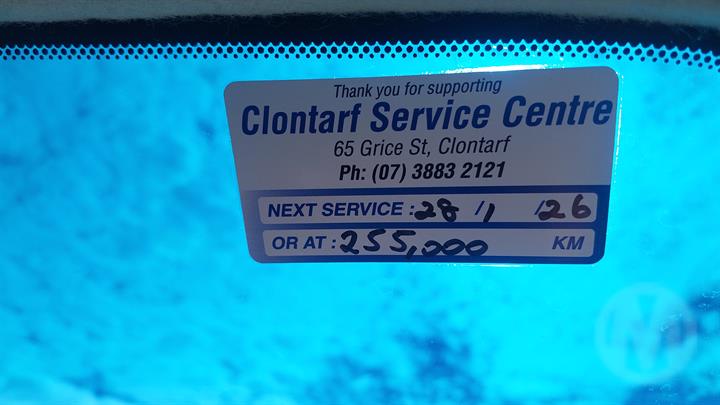 Thank you for supporting
Clontarf Service Centre
65 Grice St, Clontarf
Ph: (07) 3883 2121
NEXT SERVICE : 28 / 1 / 26
OR AT : 255,000 KM